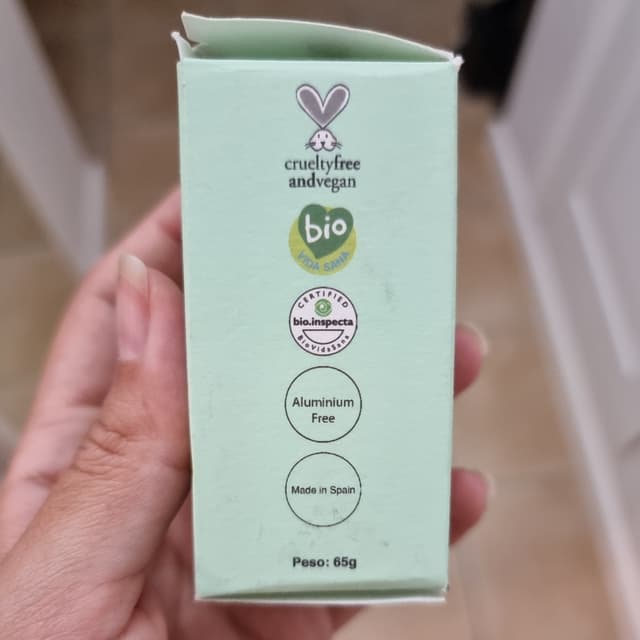 crueltyfree
andvegan
bio
VIDA SANA
CERTIFIED
bio.inspecta
BioVidaSana
Aluminium
Free
Made in Spain
Peso: 65g